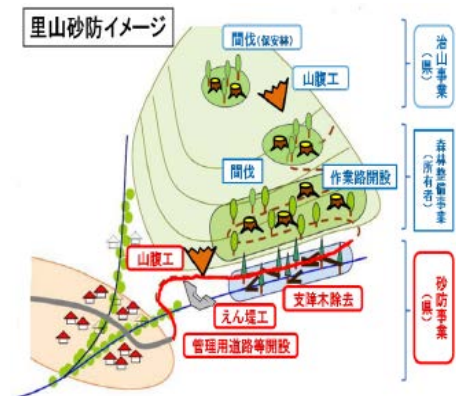 里山砂防イメージ
間伐(保安林)
山腹工
治山事業(県)
間伐
作業路開設
森林整備事業(所有者)
山腹工
支障木除去
えん堤工
管理用道路等開設
砂防事業(県)